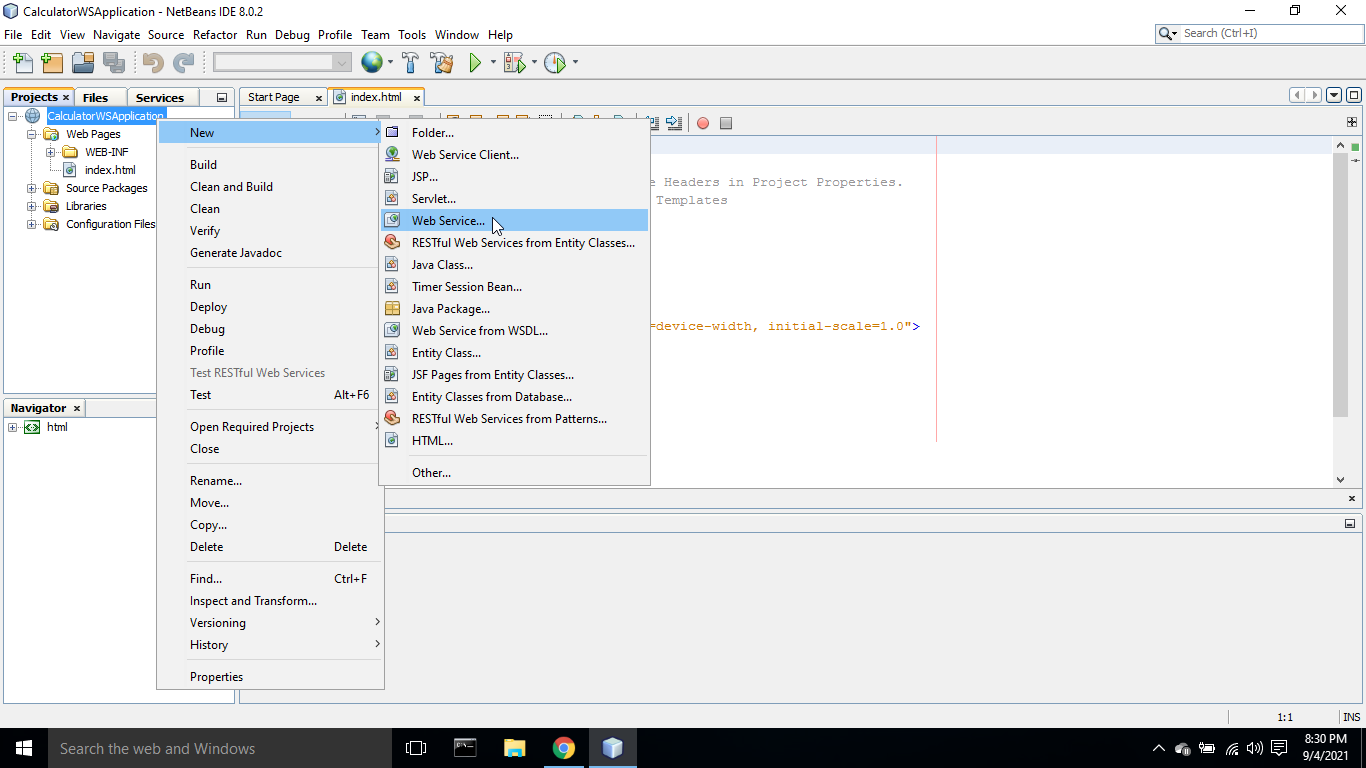 CalculatorWSApplication - NetBeans IDE 8.0.2
File Edit View Navigate Source Refactor Run Debug Profile Team Tools Window Help
Search (Ctrl+I)
Projects Files Services
Start Page index.html
CalculatorWSApplication
Web Pages
WEB-INF
index.html
Source Packages
Libraries
Configuration Files
New
Build
Clean and Build
Clean
Verify
Generate Javadoc
Run
Deploy
Debug
Profile
Test RESTful Web Services
Test Alt+F6
Open Required Projects
Close
Rename...
Move...
Copy...
Delete Delete
Find... Ctrl+F
Inspect and Transform...
Versioning
History
Properties
Folder...
Web Service Client...
JSP...
Servlet...
Web Service...
RESTful Web Services from Entity Classes...
Java Class...
Timer Session Bean...
Java Package...
Web Service from WSDL...
Entity Class...
JSF Pages from Entity Classes...
Entity Classes from Database...
RESTful Web Services from Patterns...
HTML...
Other...
e Headers in Project Properties.
Templates
=device-width, initial-scale=1.0">
Navigator
html
1:1 INS
Search the web and Windows
8:30 PM
9/4/2021